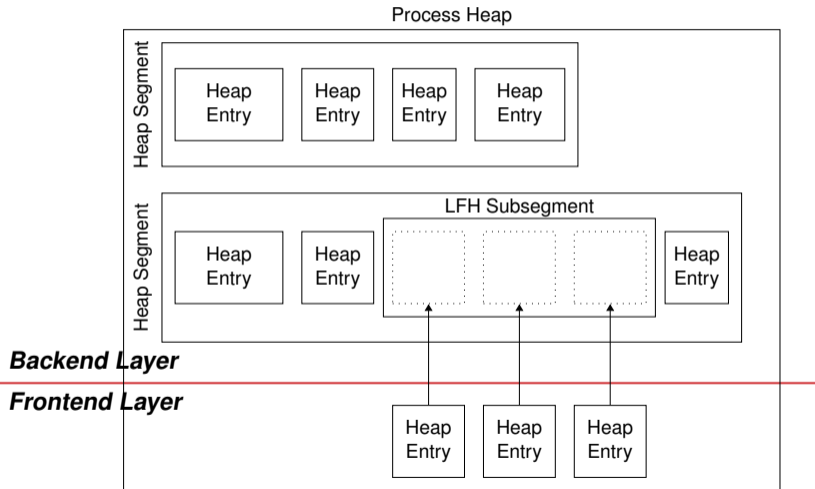 Process Heap
Heap Segment
Heap
Entry
Heap
Entry
Heap
Entry
Heap
Entry
Heap Segment
LFH Subsegment
Heap
Entry
Heap
Entry
Heap
Entry
Backend Layer
Frontend Layer
Heap
Entry
Heap
Entry
Heap
Entry